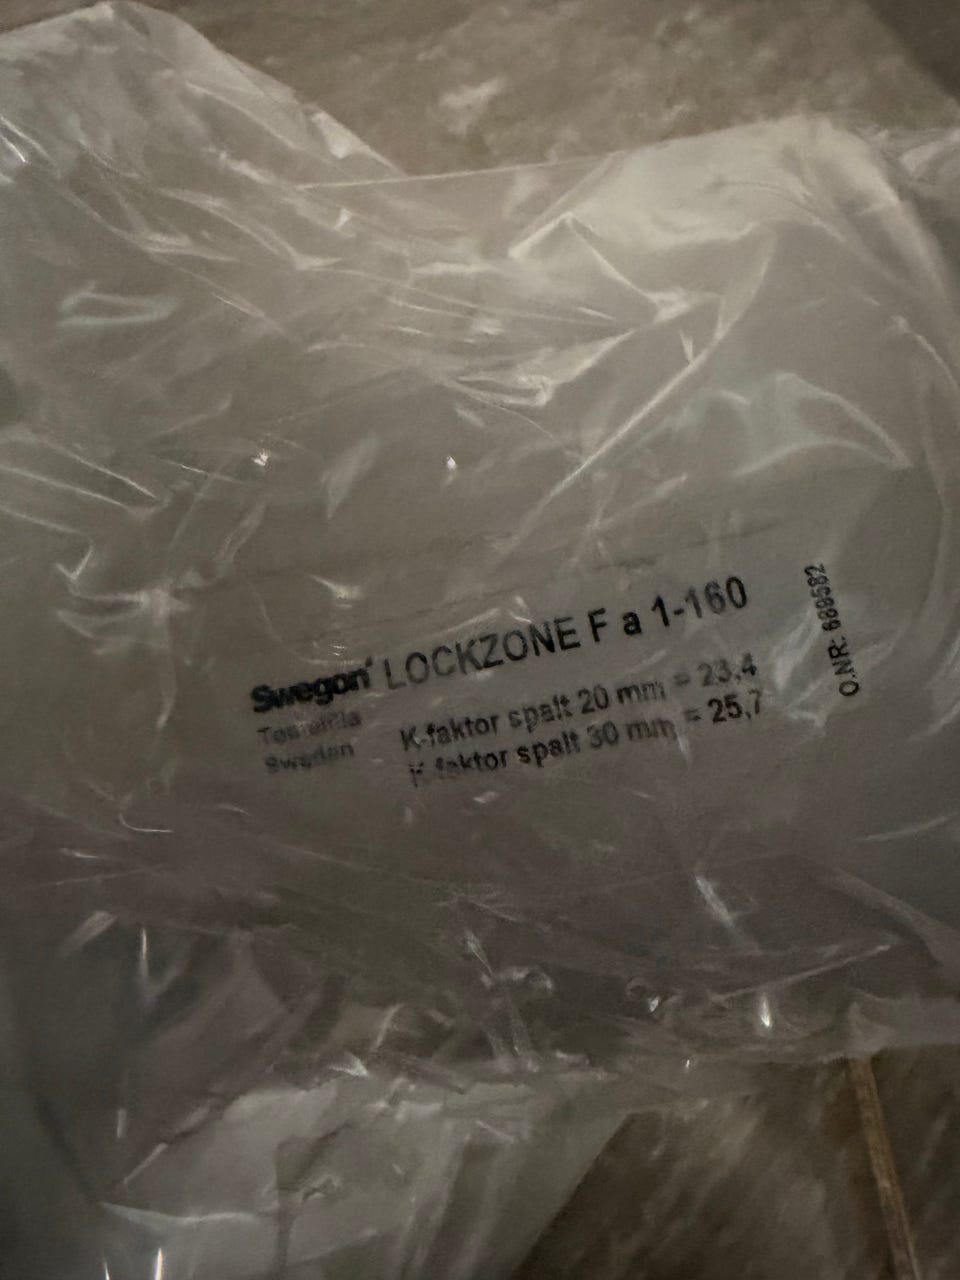 Swegon LOCKZONE F a 1-160
Tomelilla
Sweden
K-faktor spalt 20 mm = 23,4
K-faktor spalt 30 mm = 25,7
O.NR: 689582